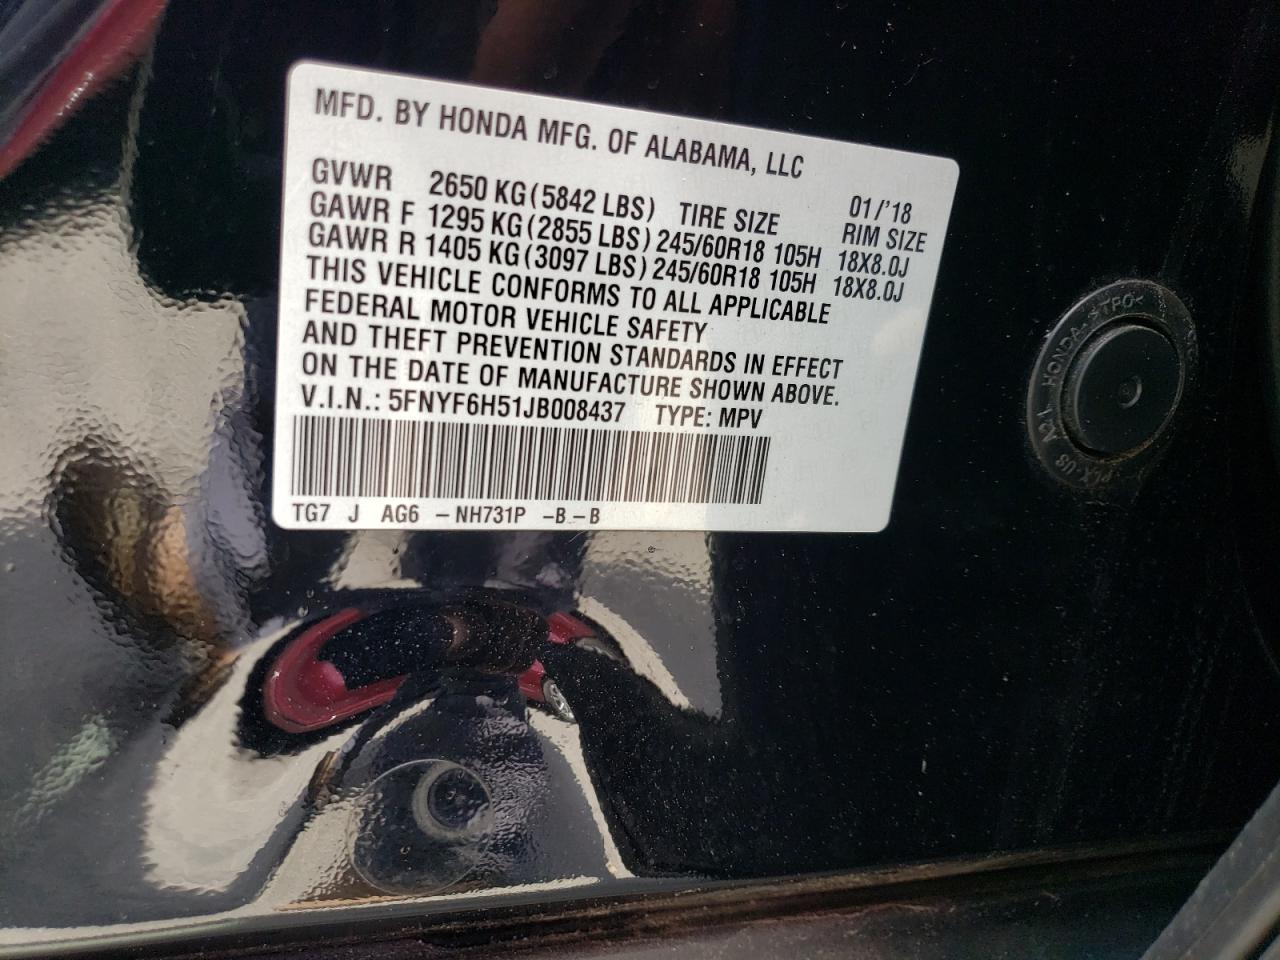 MFD. BY HONDA MFG. OF ALABAMA, LLC
01/'18
GVWR 2650 KG (5842 LBS) TIRE SIZE RIM SIZE
GAWR F 1295 KG (2855 LBS) 245/60R18 105H 18X8.0J
GAWR R 1405 KG (3097 LBS) 245/60R18 105H 18X8.0J
THIS VEHICLE CONFORMS TO ALL APPLICABLE
FEDERAL MOTOR VEHICLE SAFETY
AND THEFT PREVENTION STANDARDS IN EFFECT
ON THE DATE OF MANUFACTURE SHOWN ABOVE.
V.I.N.: 5FNYF6H51JB008437 TYPE: MPV
TG7 J AG6 -NH731P -B -B
HONDA